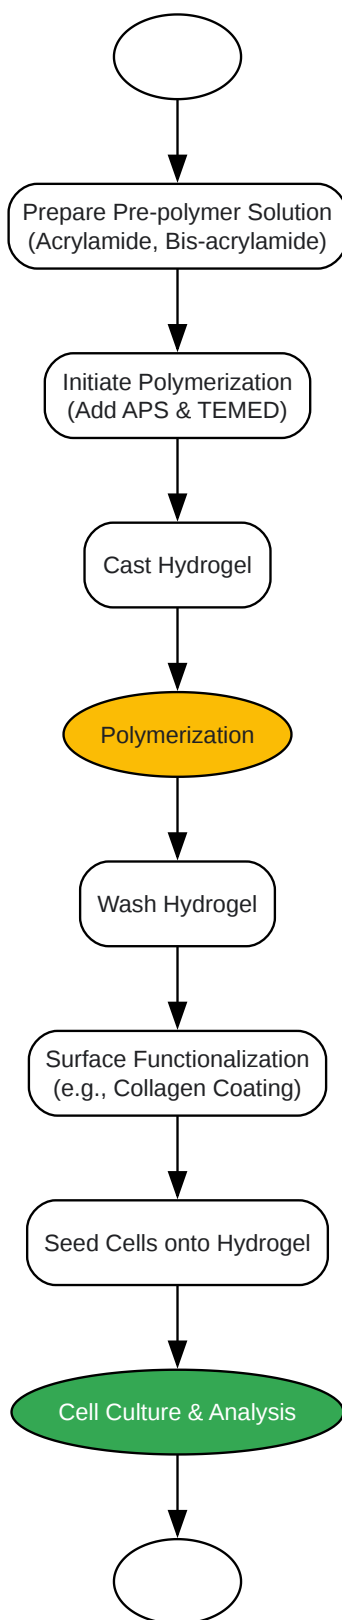 Prepare Pre-polymer Solution
(Acrylamide, Bis-acrylamide)
Initiate Polymerization
(Add APS & TEMED)
Cast Hydrogel
Polymerization
Wash Hydrogel
Surface Functionalization
(e.g., Collagen Coating)
Seed Cells onto Hydrogel
Cell Culture & Analysis